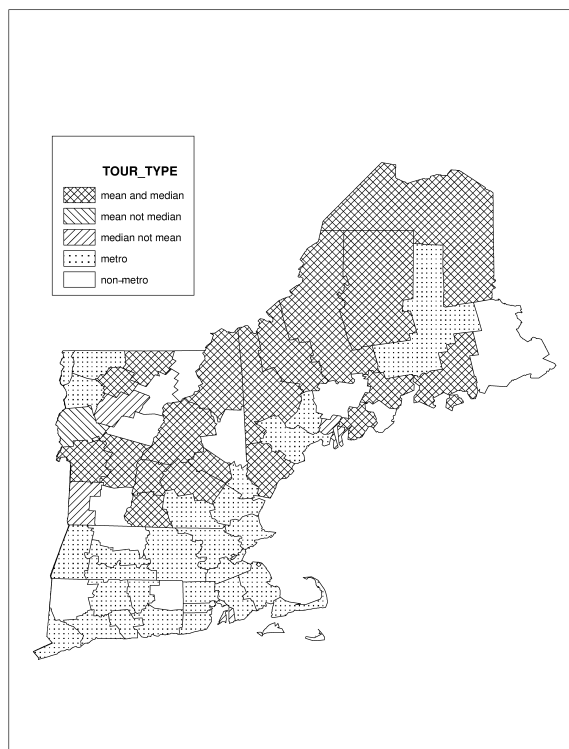 TOUR_TYPE
mean and median
mean not median
median not mean
metro
non-metro